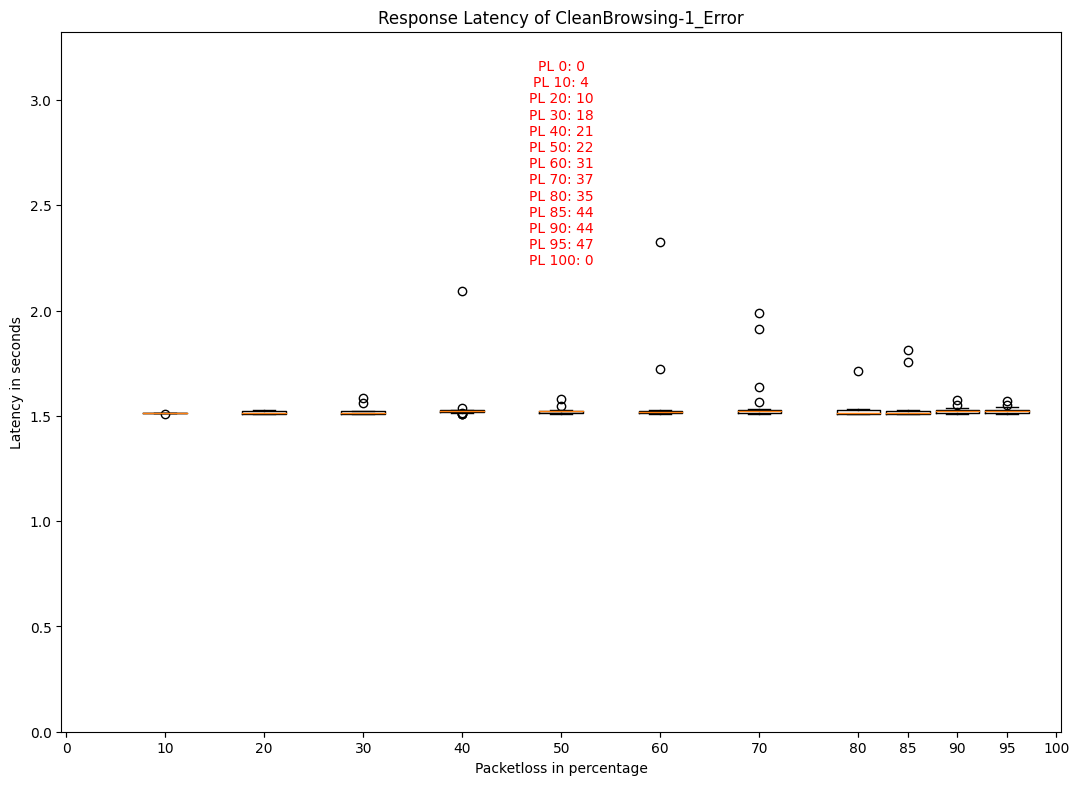 Response Latency of CleanBrowsing-1_Error
PL 0: 0
PL 10: 4
PL 20: 10
PL 30: 18
PL 40: 21
PL 50: 22
PL 60: 31
PL 70: 37
PL 80: 35
PL 85: 44
PL 90: 44
PL 95: 47
PL 100: 0
3.0
2.5
2.0
1.5
1.0
0.5
0.0
Latency in seconds
0 10 20 30 40 50 60 70 80 85 90 95 100
Packetloss in percentage